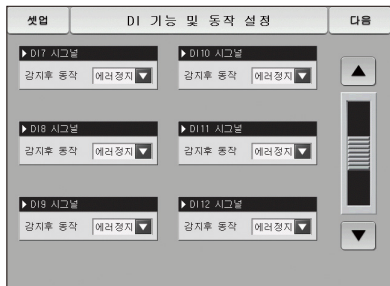 셋업 DI 기능 및 동작 설정 다음
▶DI7 시그널 ▶DI10 시그널
감지후 동작 에러정지 ▼ 감지후 동작 에러정지 ▼
▶DI8 시그널 ▶DI11 시그널
감지후 동작 에러정지 ▼ 감지후 동작 에러정지 ▼
▶DI9 시그널 ▶DI12 시그널
감지후 동작 에러정지 ▼ 감지후 동작 에러정지 ▼